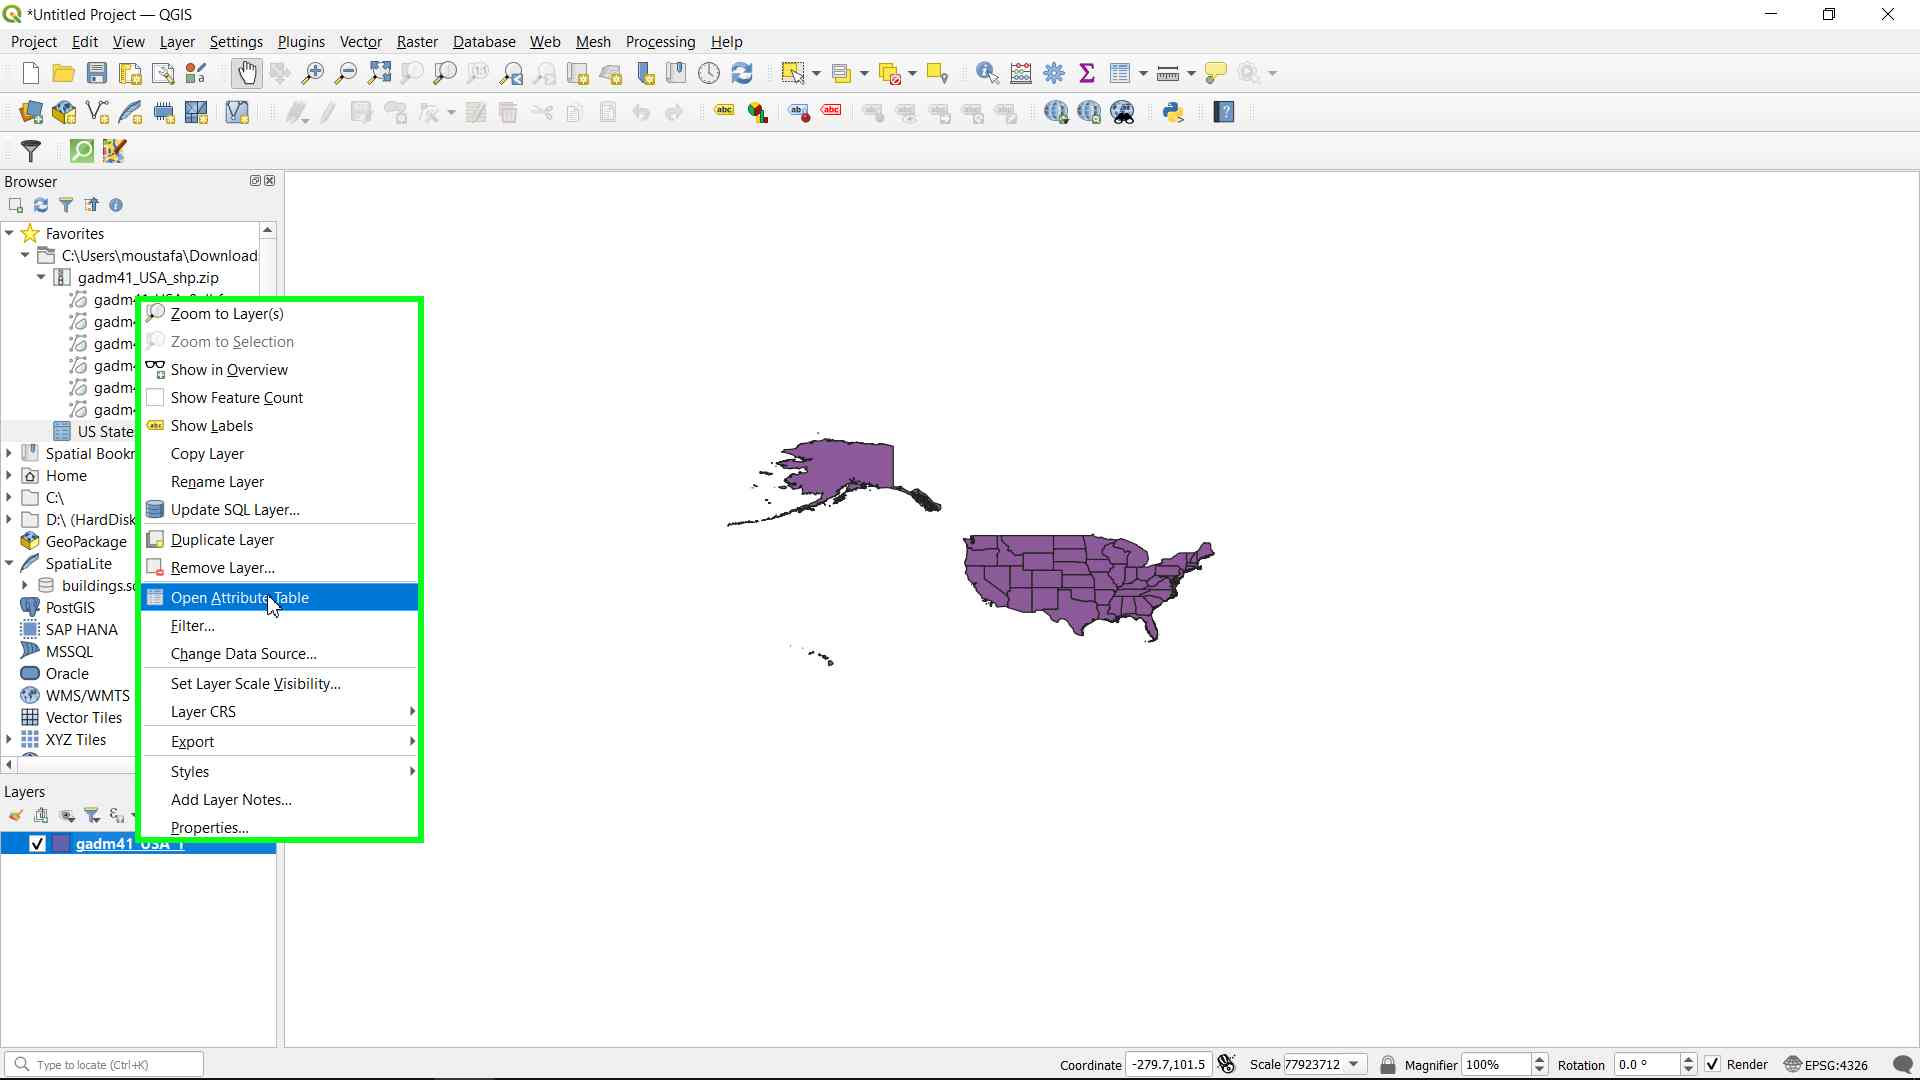 *Untitled Project — QGIS
Project Edit View Layer Settings Plugins Vector Raster Database Web Mesh Processing Help
Browser
Favorites
C:\Users\moustafa\Download
gadm41_USA_shp.zip
gadm
gadm
gadm
gadm
gadm
gadm
US State
Spatial Bookr
Home
C:\
D:\ (HardDisk
GeoPackage
SpatiaLite
buildings.sq
PostGIS
SAP HANA
MSSQL
Oracle
WMS/WMTS
Vector Tiles
XYZ Tiles
Zoom to Layer(s)
Zoom to Selection
Show in Overview
Show Feature Count
Show Labels
Copy Layer
Rename Layer
Update SQL Layer...
Duplicate Layer
Remove Layer...
Open Attribute Table
Filter...
Change Data Source...
Set Layer Scale Visibility...
Layer CRS
Export
Styles
Add Layer Notes...
Properties...
Layers
gadm41_USA_1
Type to locate (Ctrl+K)
Coordinate -279.7,101.5 Scale 77923712 Magnifier 100% Rotation 0.0 ° Render EPSG:4326